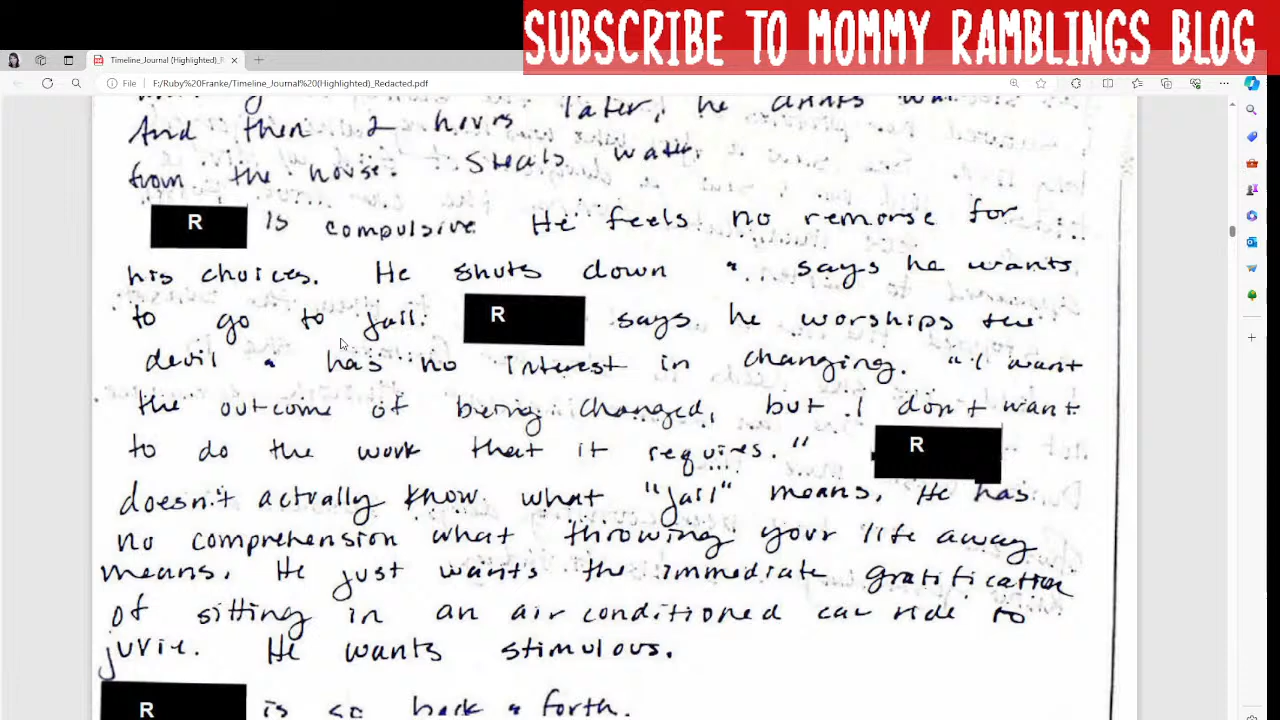 SUBSCRIBE TO MOMMY RAMBLINGS BLOG
Timeline_Journal (Highlighted)_R
File F:/Ruby%20Franke/Timeline_Journal%20(Highlighted)_Redacted.pdf
later, he drinks
And then 2 hours
from the house. Steals water.
R is compulsive. He feels no remorse for
his choices. He shuts down & says he wants
to go to jail. R says he worships the
devil & has no interest in changing. "I want
the outcome of being changed, but I don't want
to do the work that it requires." R
doesn't actually know what "jail" means. He has
no comprehension what throwing your life away
means. He just wants the immediate gratification
of sitting in an air conditioned car ride to
juvie. He wants stimulous.
R is so back & forth.